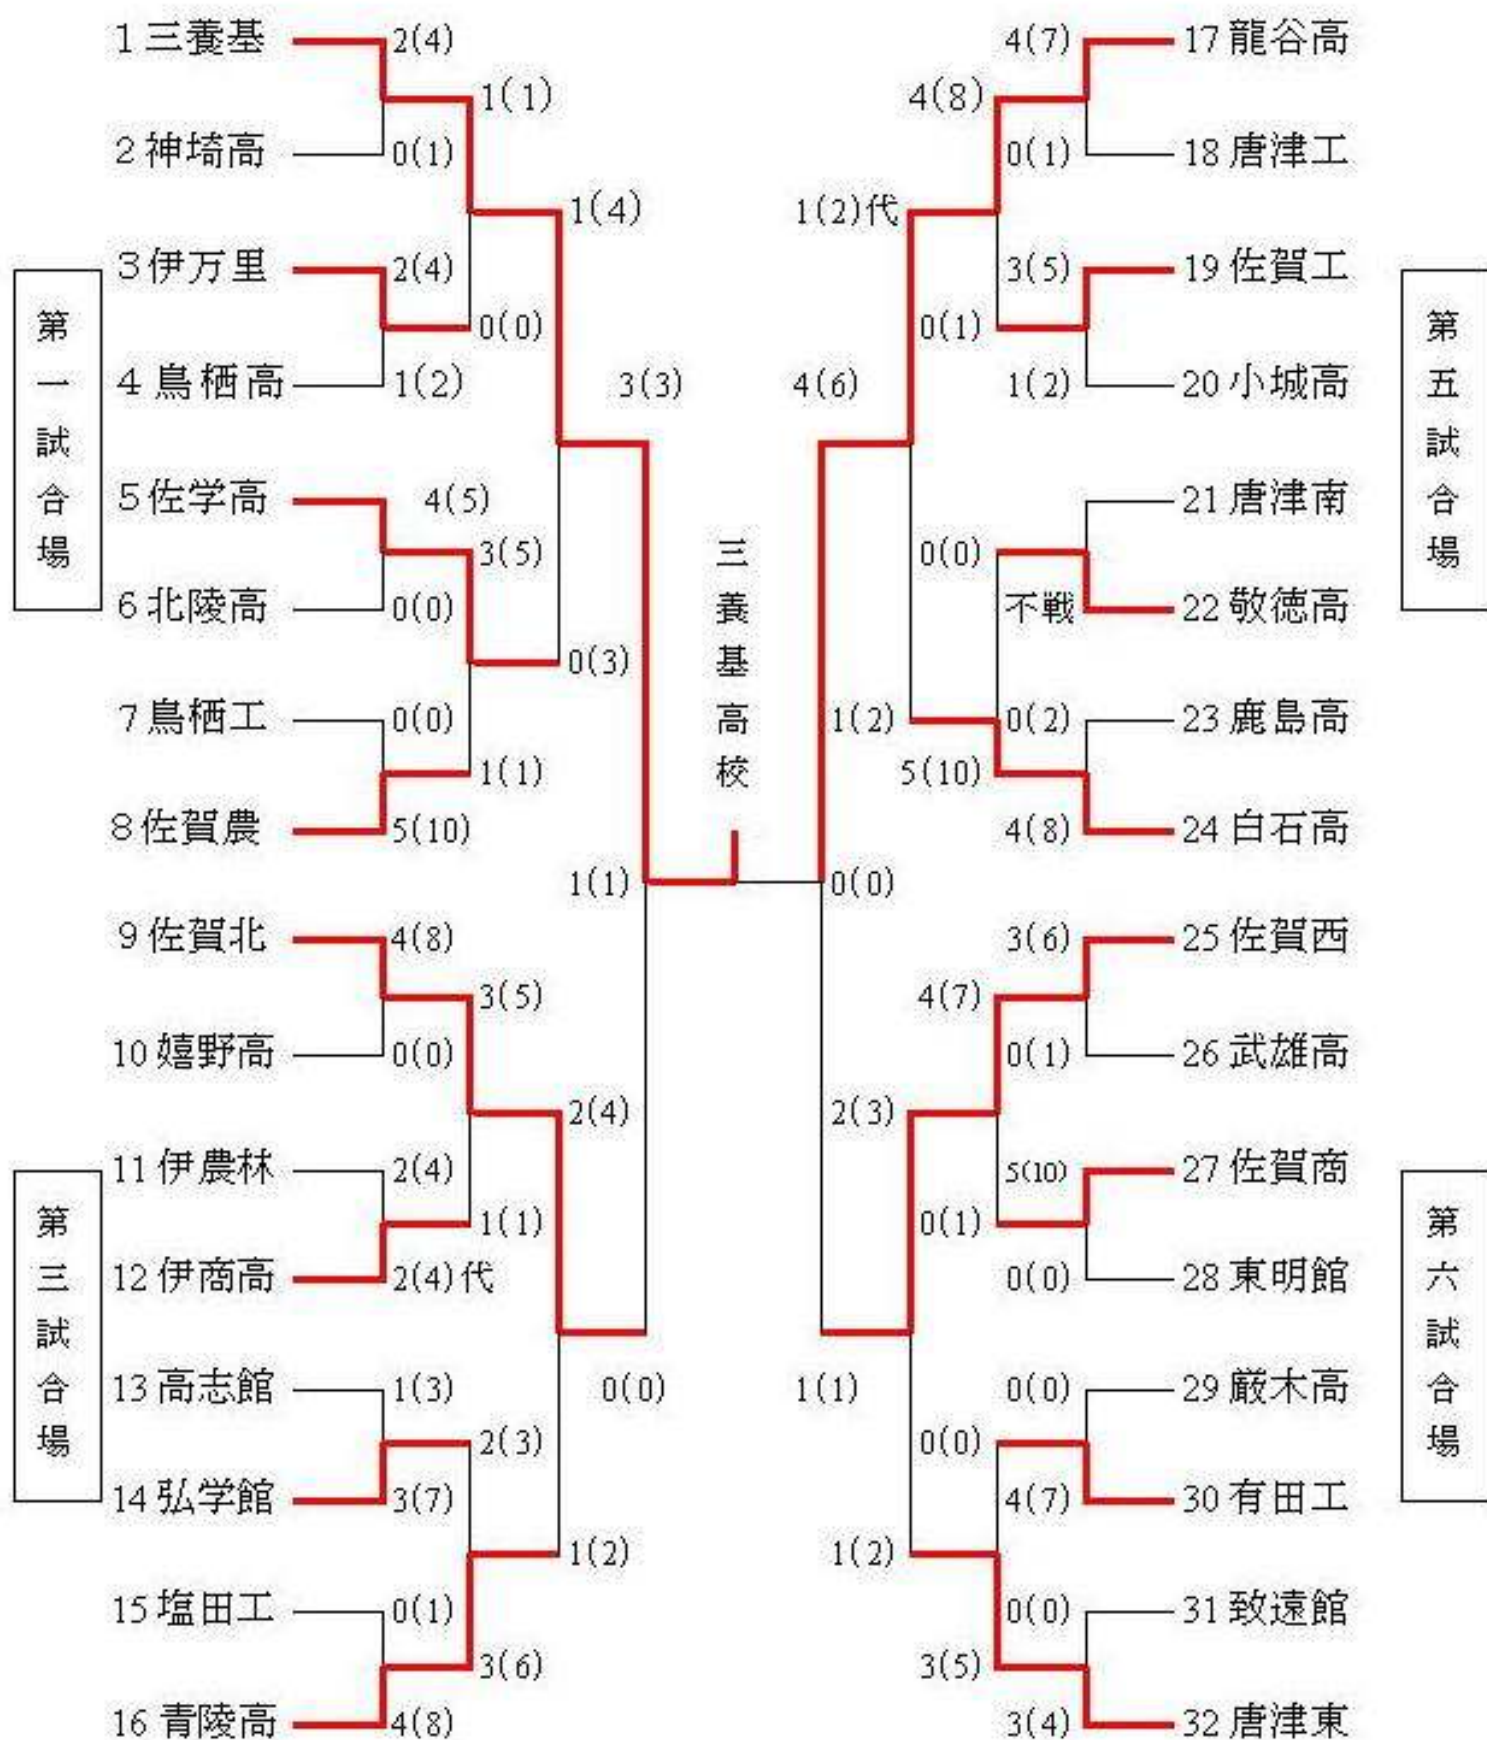 1 三養基 2(4)
1(1)
2 神埼高 0(1)
1(4)
3 伊万里 2(4)
0(0)
4 鳥栖高 1(2)
3(3)
5 佐学高 4(5)
3(5)
6 北陵高 0(0)
0(3)
7 鳥栖工 0(0)
1(1)
8 佐賀農 5(10)
1(1)
9 佐賀北 4(8)
3(5)
10 嬉野高 0(0)
2(4)
11 伊農林 2(4)
1(1)
12 伊商高 2(4)代
0(0)
13 高志館 1(3)
2(3)
14 弘学館 3(7)
1(2)
15 塩田工 0(1)
3(6)
16 青陵高 4(8)
第一試合場
第三試合場
三養基高校
4(7) 17 龍谷高
4(8)
0(1) 18 唐津工
1(2)代
3(5) 19 佐賀工
0(1)
1(2) 20 小城高
4(6)
21 唐津南
0(0)
不戦 22 敬徳高
1(2)
0(2) 23 鹿島高
5(10)
4(8) 24 白石高
0(0)
3(6) 25 佐賀西
4(7)
0(1) 26 武雄高
2(3)
5(10) 27 佐賀商
0(1)
0(0) 28 東明館
1(1)
0(0) 29 厳木高
0(0)
4(7) 30 有田工
1(2)
0(0) 31 致遠館
3(5)
3(4) 32 唐津東
第五試合場
第六試合場